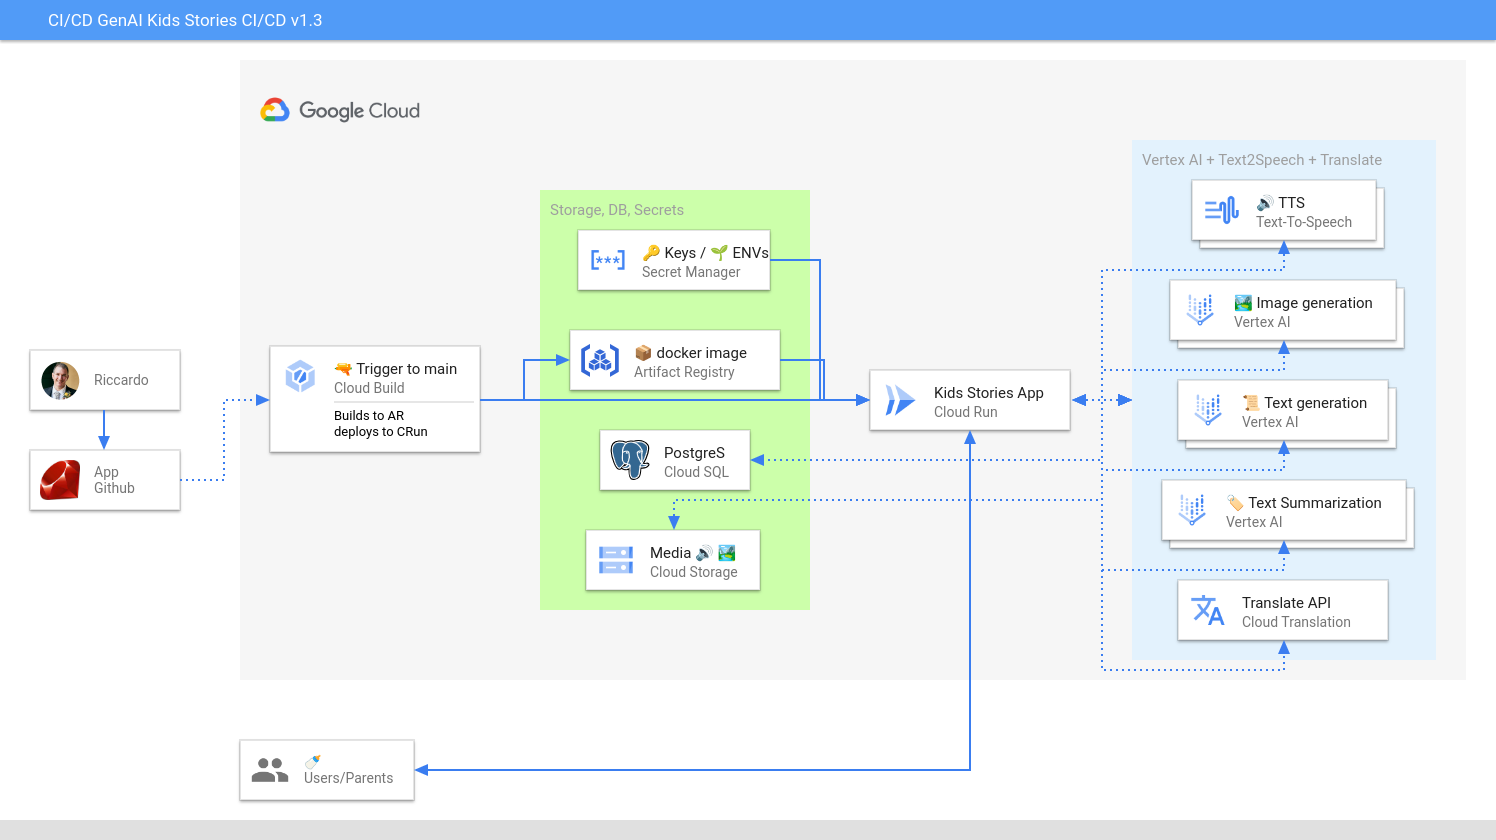 CI/CD GenAI Kids Stories CI/CD v1.3
Google Cloud
Riccardo
App
Github
🔫 Trigger to main
Cloud Build
Builds to AR
deploys to CRun
Storage, DB, Secrets
[***]
🔑 Keys / 🌱 ENVs
Secret Manager
📦 docker image
Artifact Registry
PostgreS
Cloud SQL
Media 🔊 🏞️
Cloud Storage
Kids Stories App
Cloud Run
Vertex AI + Text2Speech + Translate
🔊 TTS
Text-To-Speech
🏞️ Image generation
Vertex AI
📜 Text generation
Vertex AI
🏷️ Text Summarization
Vertex AI
Translate API
Cloud Translation
🍼
Users/Parents